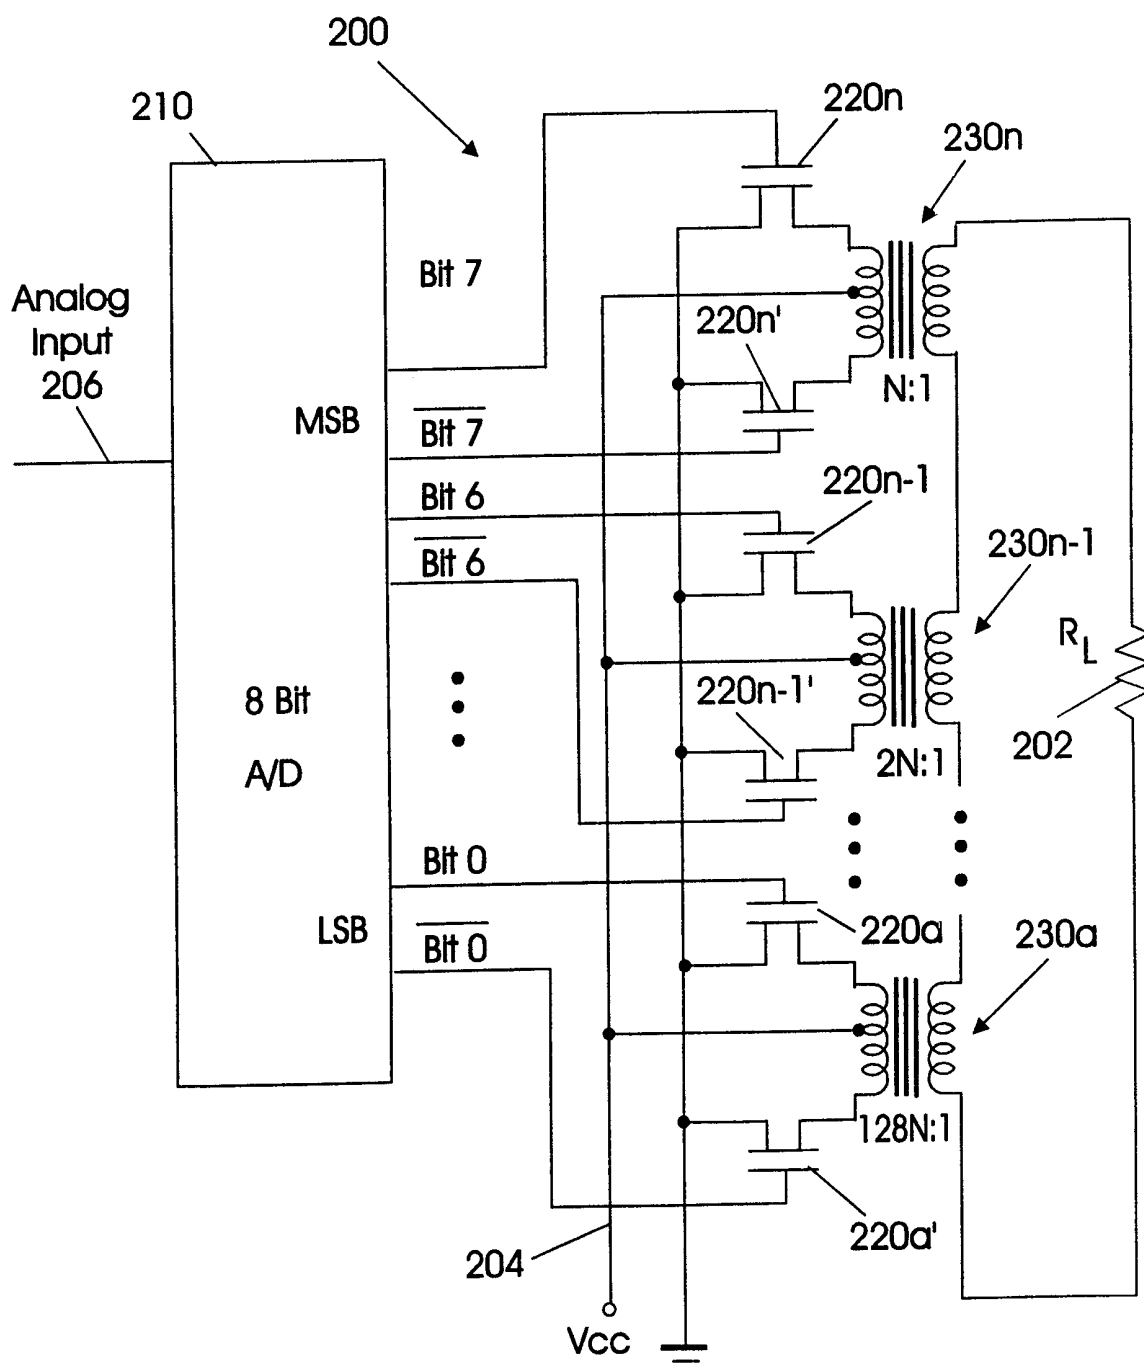 200
210
220n
230n
Bit 7
Analog
Input
206
220n'
N:1
MSB
Bit 7
Bit 6
220n-1
Bit 6
230n-1
R_L
8 Bit
A/D
220n-1'
202
2N:1
Bit 0
LSB
Bit 0
220a
230a
128N:1
204
220a'
Vcc